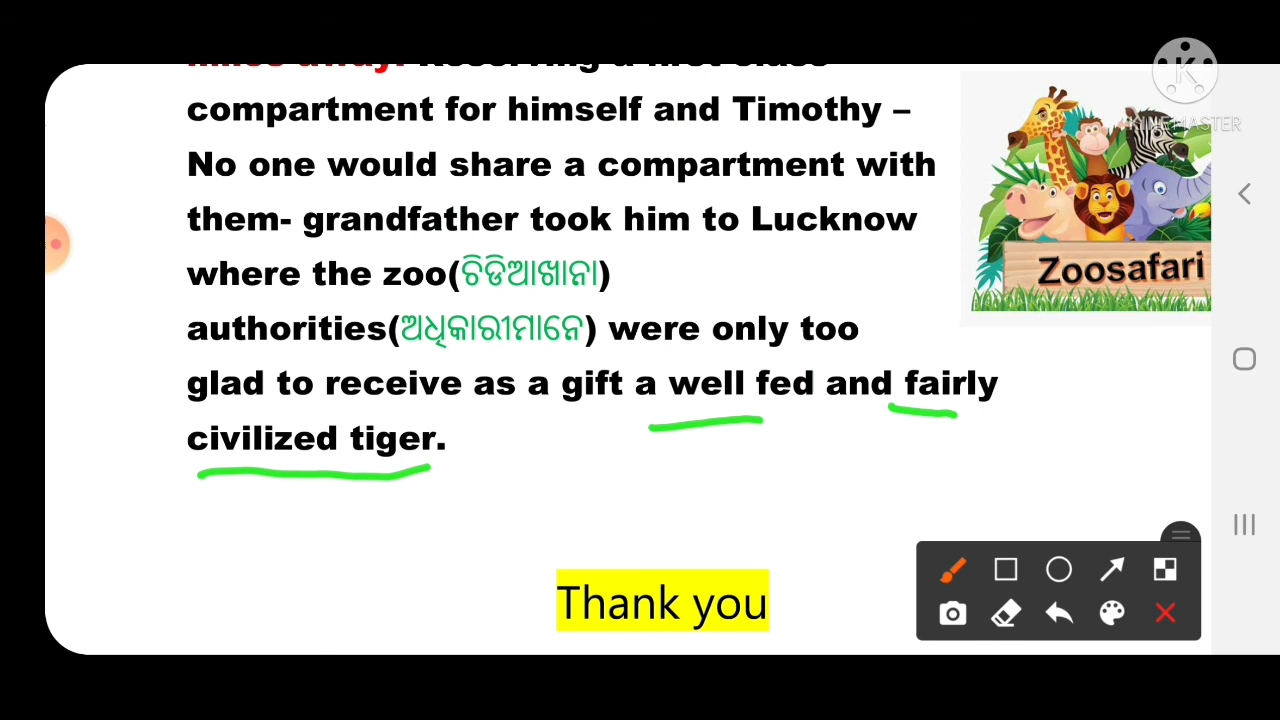 compartment for himself and Timothy –
No one would share a compartment with
them- grandfather took him to Lucknow
where the zoo(ଚିଡିଆଖାନା)
authorities(ଅଧିକାରୀମାନେ) were only too
glad to receive as a gift a well fed and fairly
civilized tiger.
Thank you
Zoosafari
K
KINEMASTER